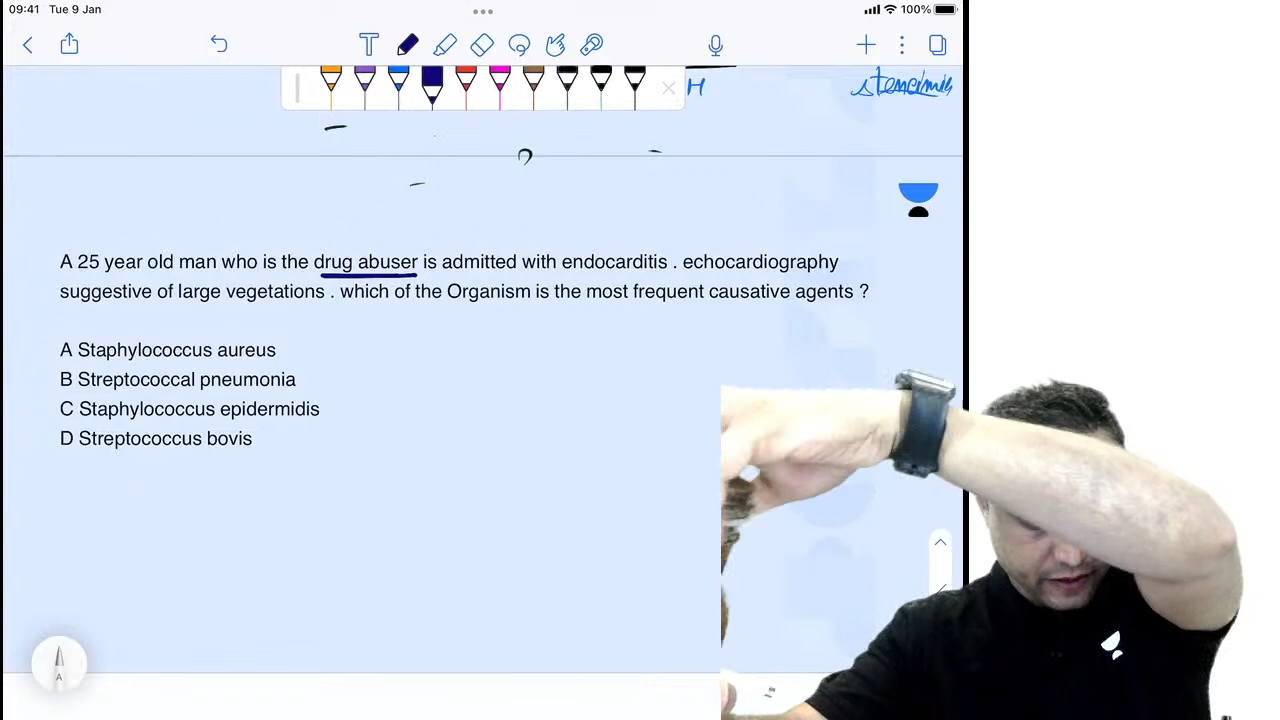 09:41 Tue 9 Jan
100%
T
H
A 25 year old man who is the drug abuser is admitted with endocarditis . echocardiography
suggestive of large vegetations . which of the Organism is the most frequent causative agents ?
A Staphylococcus aureus
B Streptococcal pneumonia
C Staphylococcus epidermidis
D Streptococcus bovis
A